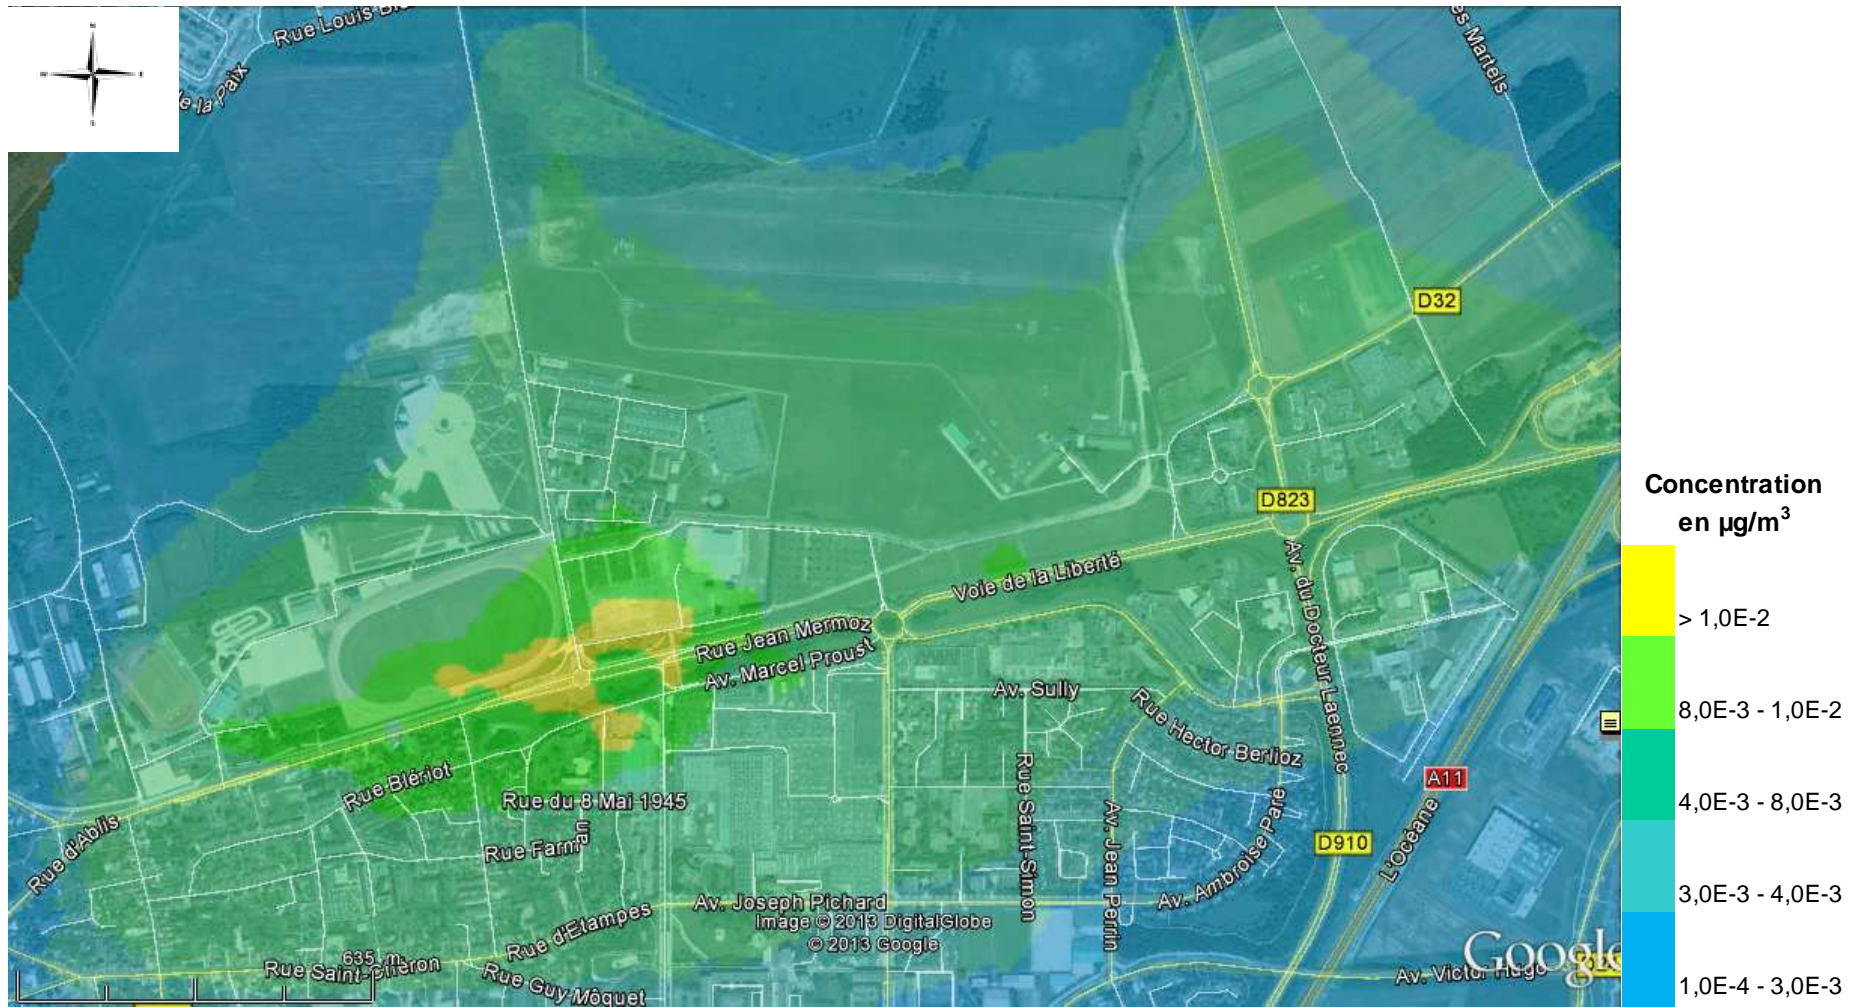 Rue Louis
de la Paix
es Martels
D32
D823
Voie de la Liberté
Av. du Docteur Laennec
Rue Jean Mermoz
Av. Marcel Proust
Av. Sully
Rue Hector Berlioz
Rue Saint-Simon
Av. Jean Perrin
Av. Ambroise Paré
A11
L'Océane
D910
Rue Blériot
Rue du 8 Mai 1945
Rue d'Ablis
Av. Joseph Pichard
Rue d'Etampes
Rue Guy Môquet
Av. Victor Hugo
635 m
Image © 2013 DigitalGlobe
© 2013 Google
Google
Concentration
en µg/m³
> 1,0E-2
8,0E-3 - 1,0E-2
4,0E-3 - 8,0E-3
3,0E-3 - 4,0E-3
1,0E-4 - 3,0E-3